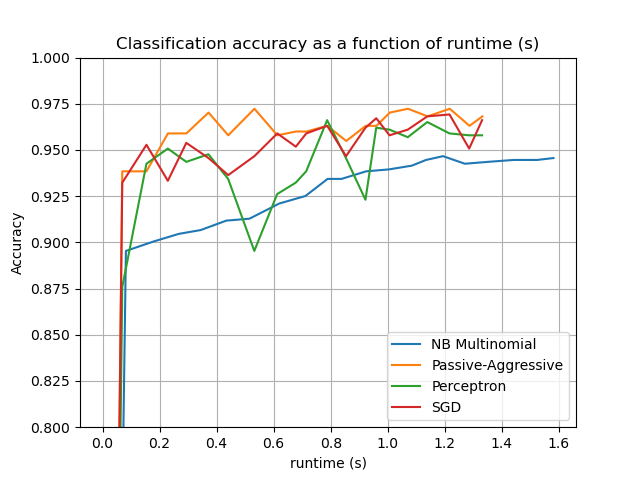 Classification accuracy as a function of runtime (s)
1.000
0.975
0.950
0.925
0.900
0.875
0.850
0.825
0.800
Accuracy
NB Multinomial
Passive-Aggressive
Perceptron
SGD
0.0 0.2 0.4 0.6 0.8 1.0 1.2 1.4 1.6
runtime (s)